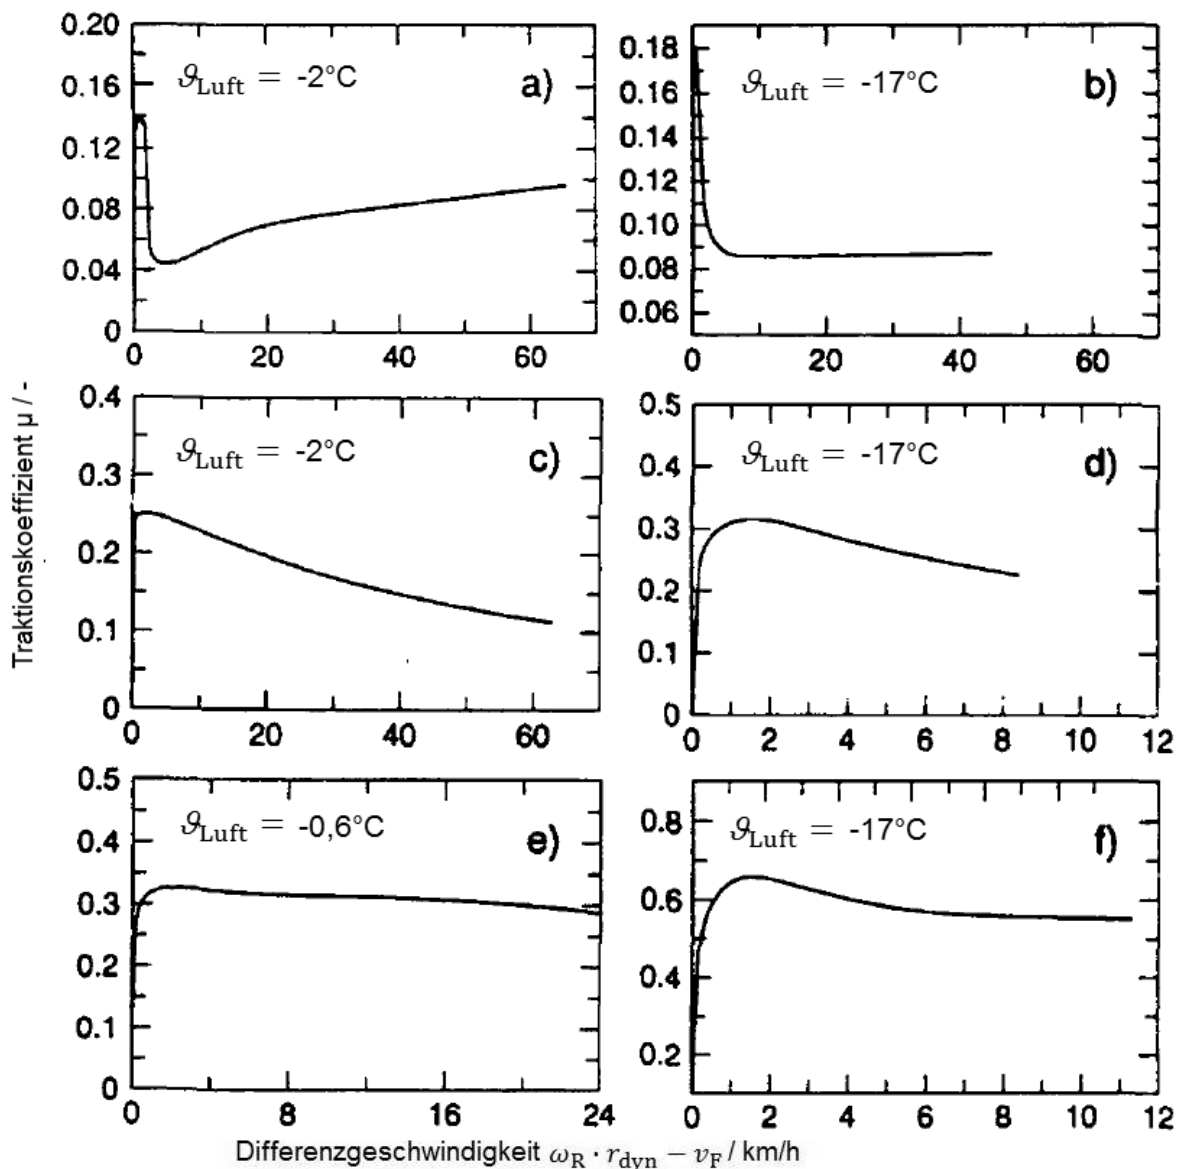 0.20
0.16
0.12
0.08
0.04
0
ϑLuft = -2°C
a)
0 20 40 60
0.18
0.16
0.14
0.12
0.10
0.08
0.06
ϑLuft = -17°C
b)
0 20 40 60
Traktionskoeffizient µ / -
0.4
0.3
0.2
0.1
0
ϑLuft = -2°C
c)
0 20 40 60
0.5
0.4
0.3
0.2
0.1
0
ϑLuft = -17°C
d)
0 2 4 6 8 10 12
0.5
0.4
0.3
0.2
0.1
0
ϑLuft = -0,6°C
e)
0 8 16 24
0.8
0.6
0.4
0.2
ϑLuft = -17°C
f)
0 2 4 6 8 10 12
Differenzgeschwindigkeit ωR · rdyn − vF / km/h